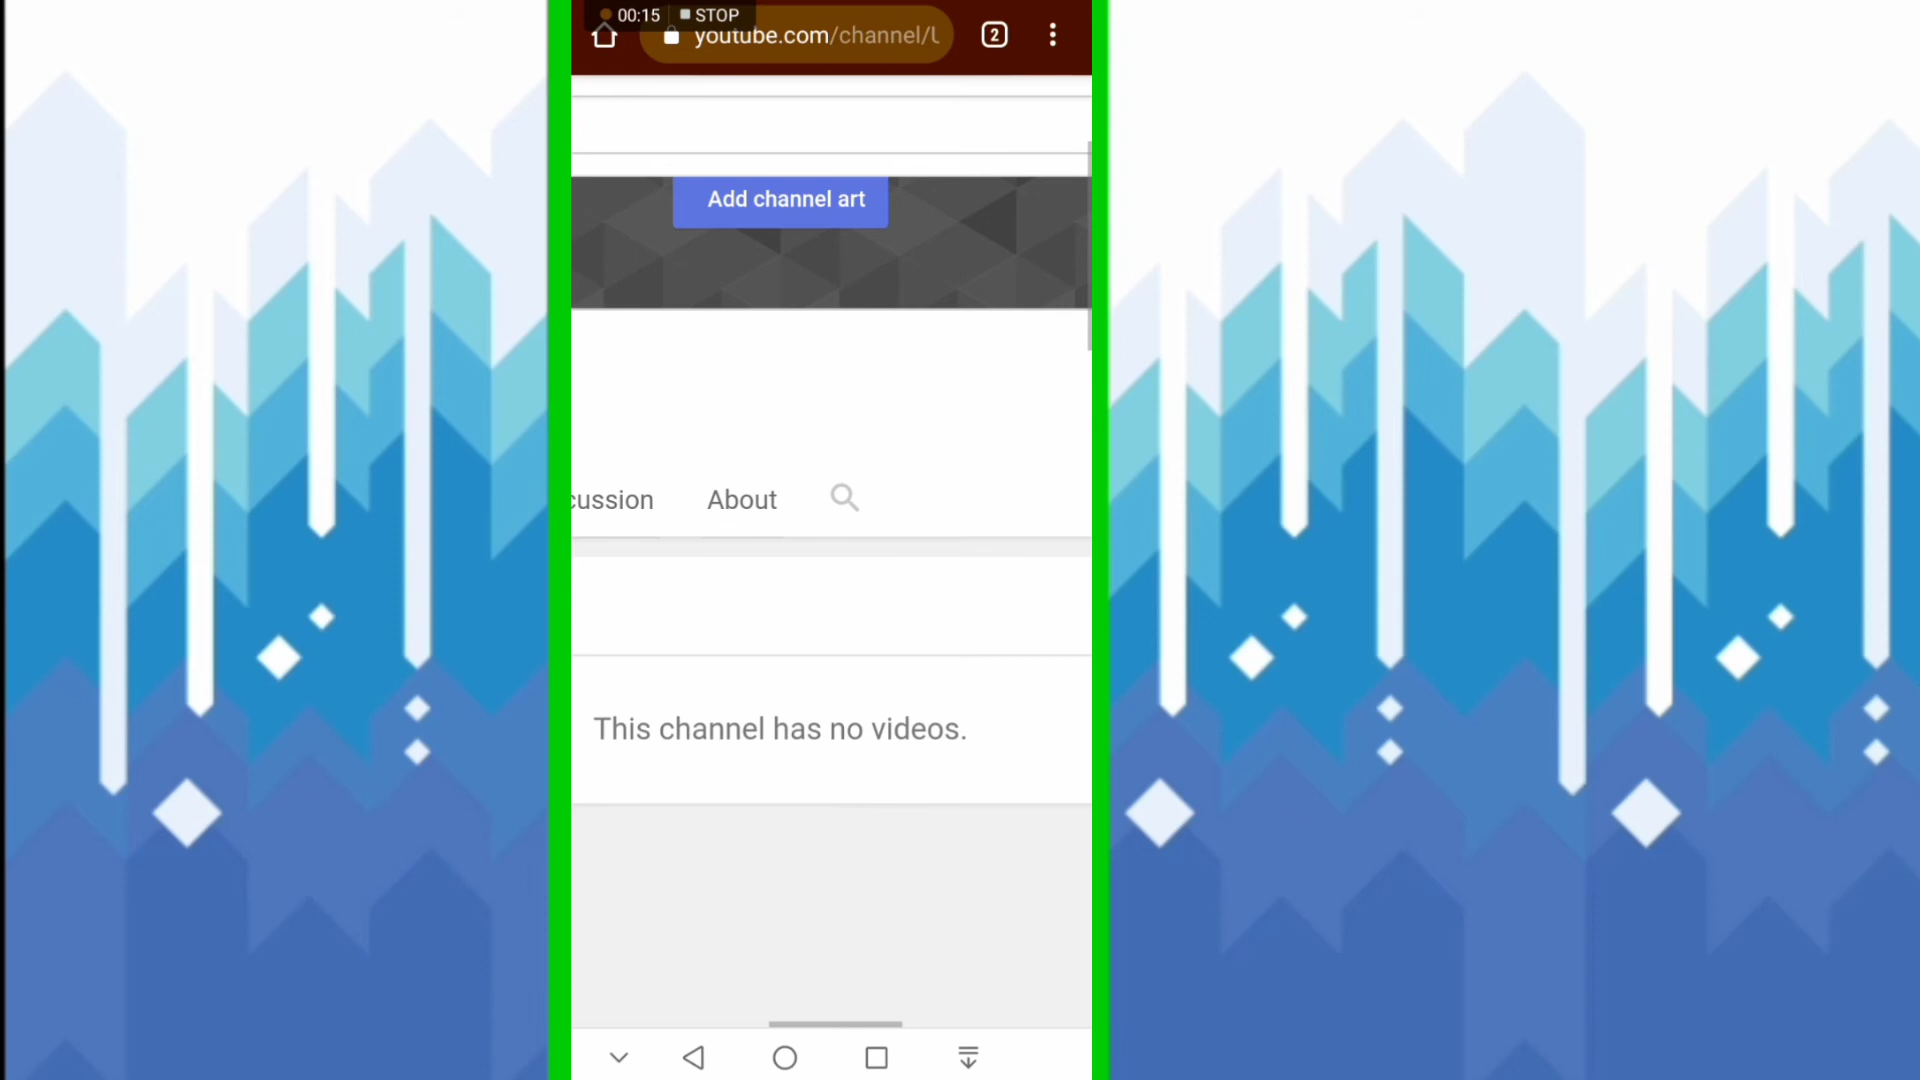 00:15 STOP
youtube.com/channel/U
2
Add channel art
cussion About
This channel has no videos.